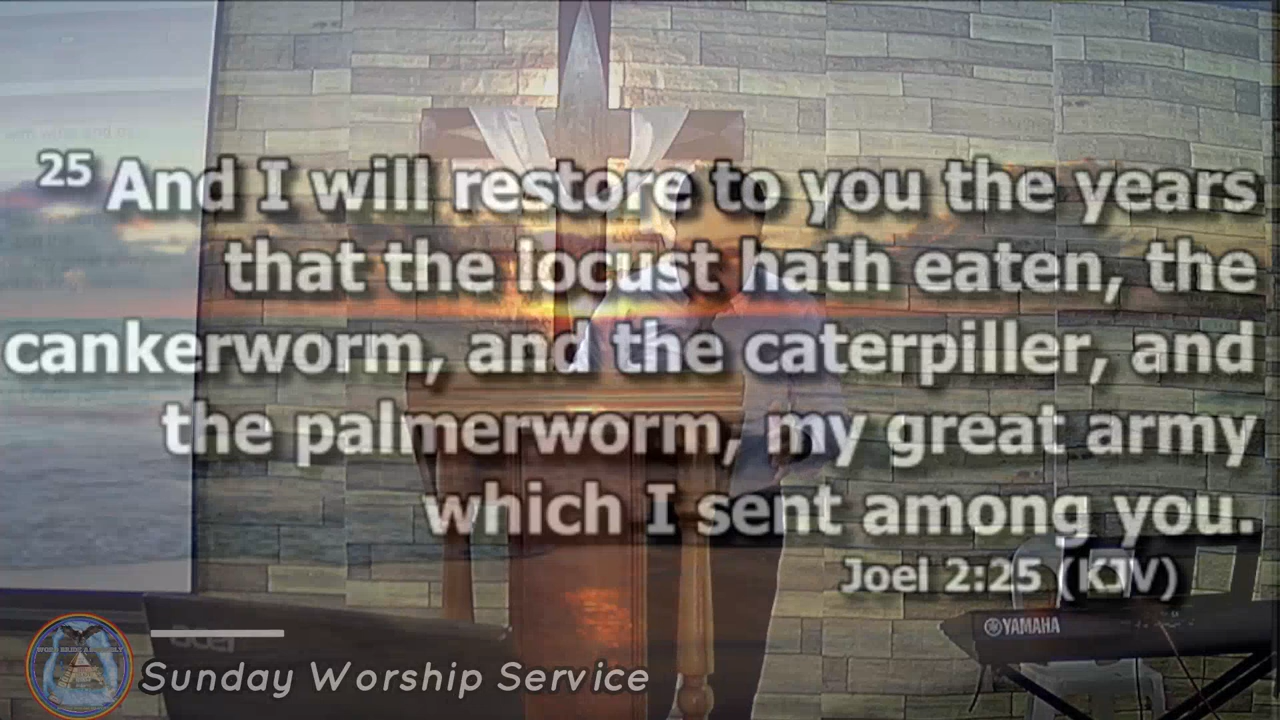 25 And I will restore to you the years
that the locust hath eaten, the
cankerworm, and the caterpiller, and
the palmerworm, my great army
which I sent among you.
Joel 2:25 (KJV)
YAMAHA
acer
Sunday Worship Service